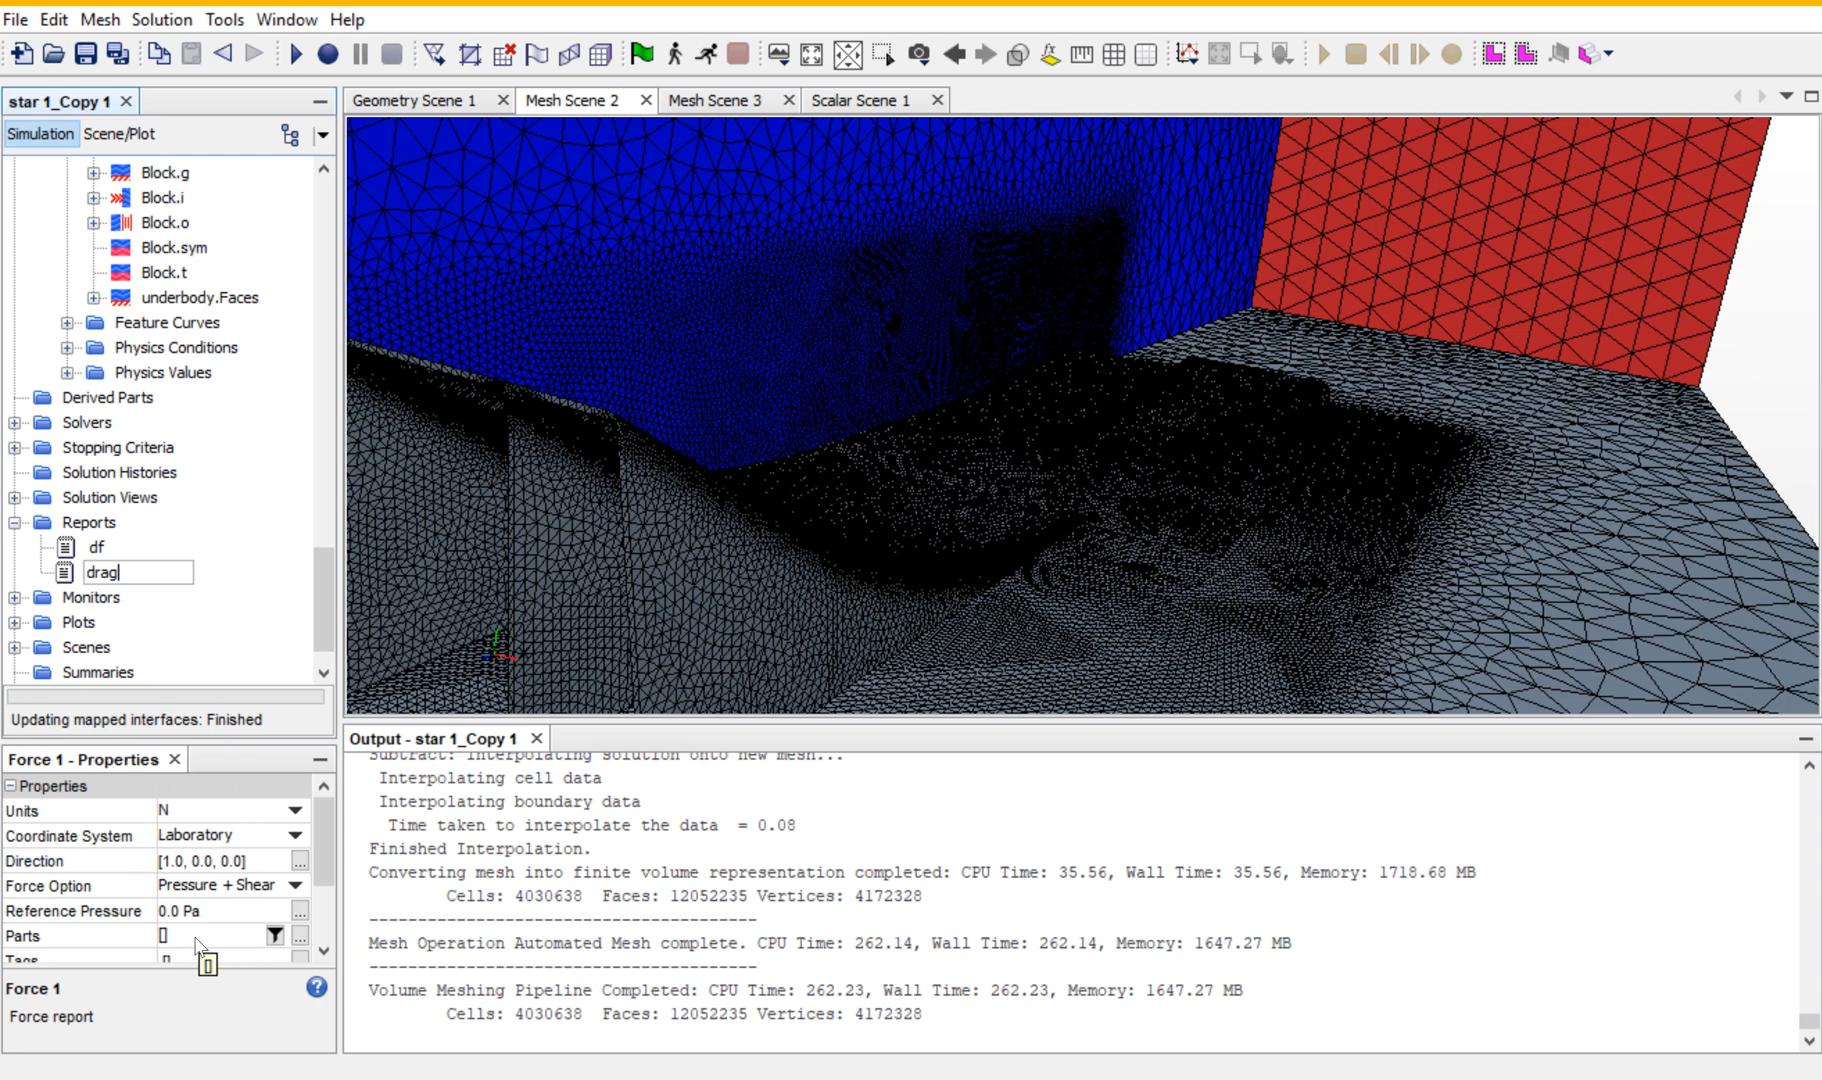 File Edit Mesh Solution Tools Window Help
star 1_Copy 1
Simulation Scene/Plot
Block.g
Block.i
Block.o
Block.sym
Block.t
underbody.Faces
Feature Curves
Physics Conditions
Physics Values
Derived Parts
Solvers
Stopping Criteria
Solution Histories
Solution Views
Reports
df
drag
Monitors
Plots
Scenes
Summaries
Updating mapped interfaces: Finished
Force 1 - Properties
Properties
Units N
Coordinate System Laboratory
Direction [1.0, 0.0, 0.0] ...
Force Option Pressure + Shear
Reference Pressure 0.0 Pa ...
Parts [] ...
Tags []
[]
Force 1
Force report
Geometry Scene 1 Mesh Scene 2 Mesh Scene 3 Scalar Scene 1
Output - star 1_Copy 1
Subtract: Interpolating solution onto new mesh...
Interpolating cell data
Interpolating boundary data
Time taken to interpolate the data = 0.08
Finished Interpolation.
Converting mesh into finite volume representation completed: CPU Time: 35.56, Wall Time: 35.56, Memory: 1718.68 MB
Cells: 4030638 Faces: 12052235 Vertices: 4172328
----------------------------------------
Mesh Operation Automated Mesh complete. CPU Time: 262.14, Wall Time: 262.14, Memory: 1647.27 MB
----------------------------------------
Volume Meshing Pipeline Completed: CPU Time: 262.23, Wall Time: 262.23, Memory: 1647.27 MB
Cells: 4030638 Faces: 12052235 Vertices: 4172328